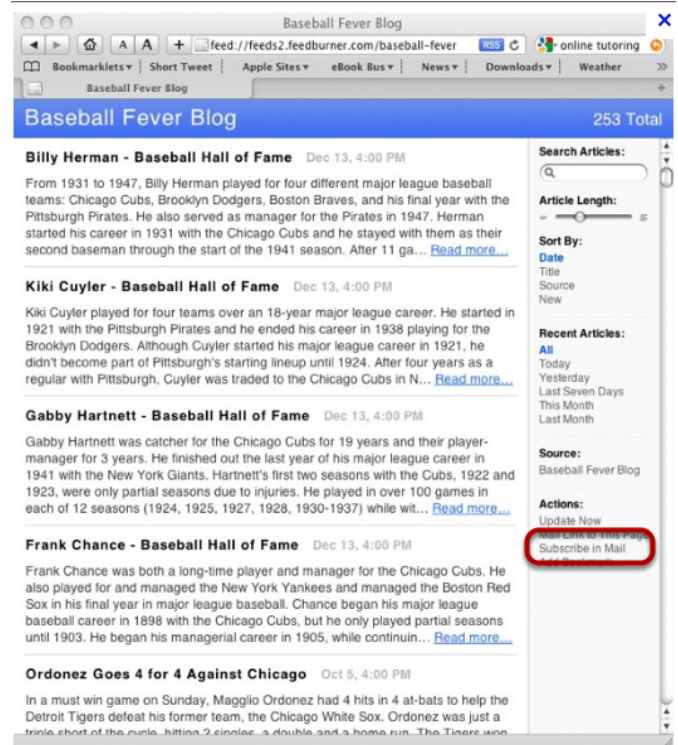 Baseball Fever Blog
A A + feed://feeds2.feedburner.com/baseball-fever RSS online tutoring
Bookmarklets Short Tweet Apple Sites eBook Bus News Downloads Weather
Baseball Fever Blog +
Baseball Fever Blog 253 Total
Billy Herman - Baseball Hall of Fame Dec 13, 4:00 PM
From 1931 to 1947, Billy Herman played for four different major league baseball
teams: Chicago Cubs, Brooklyn Dodgers, Boston Braves, and his final year with the
Pittsburgh Pirates. He also served as manager for the Pirates in 1947. Herman
started his career in 1931 with the Chicago Cubs and he stayed with them as their
second baseman through the start of the 1941 season. After 11 ga... Read more...
Kiki Cuyler - Baseball Hall of Fame Dec 13, 4:00 PM
Kiki Cuyler played for four teams over an 18-year major league career. He started in
1921 with the Pittsburgh Pirates and he ended his career in 1938 playing for the
Brooklyn Dodgers. Although Cuyler started his major league career in 1921, he
didn't become part of Pittsburgh's starting lineup until 1924. After four years as a
regular with Pittsburgh, Cuyler was traded to the Chicago Cubs in N... Read more...
Gabby Hartnett - Baseball Hall of Fame Dec 13, 4:00 PM
Gabby Hartnett was catcher for the Chicago Cubs for 19 years and their player-
manager for 3 years. He finished out the last year of his major league career in
1941 with the New York Giants. Hartnett's first two seasons with the Cubs, 1922 and
1923, were only partial seasons due to injuries. He played in over 100 games in
each of 12 seasons (1924, 1925, 1927, 1928, 1930-1937) while wit... Read more...
Frank Chance - Baseball Hall of Fame Dec 13, 4:00 PM
Frank Chance was both a long-time player and manager for the Chicago Cubs. He
also played for and managed the New York Yankees and managed the Boston Red
Sox in his final year in major league baseball. Chance began his major league
baseball career in 1898 with the Chicago Cubs, but he only played partial seasons
until 1903. He began his managerial career in 1905, while continuin... Read more...
Ordonez Goes 4 for 4 Against Chicago Oct 5, 4:00 PM
In a must win game on Sunday, Magglio Ordonez had 4 hits in 4 at-bats to help the
Detroit Tigers defeat his former team, the Chicago White Sox. Ordonez was just a
triple short of the cycle, hitting 2 singles, a double and a home run. The Tigers won
Search Articles:
Article Length:
Sort By:
Date
Title
Source
New
Recent Articles:
All
Today
Yesterday
Last Seven Days
This Month
Last Month
Source:
Baseball Fever Blog
Actions:
Update Now
Mail Link to This Page
Subscribe in Mail
Add Bookmark...